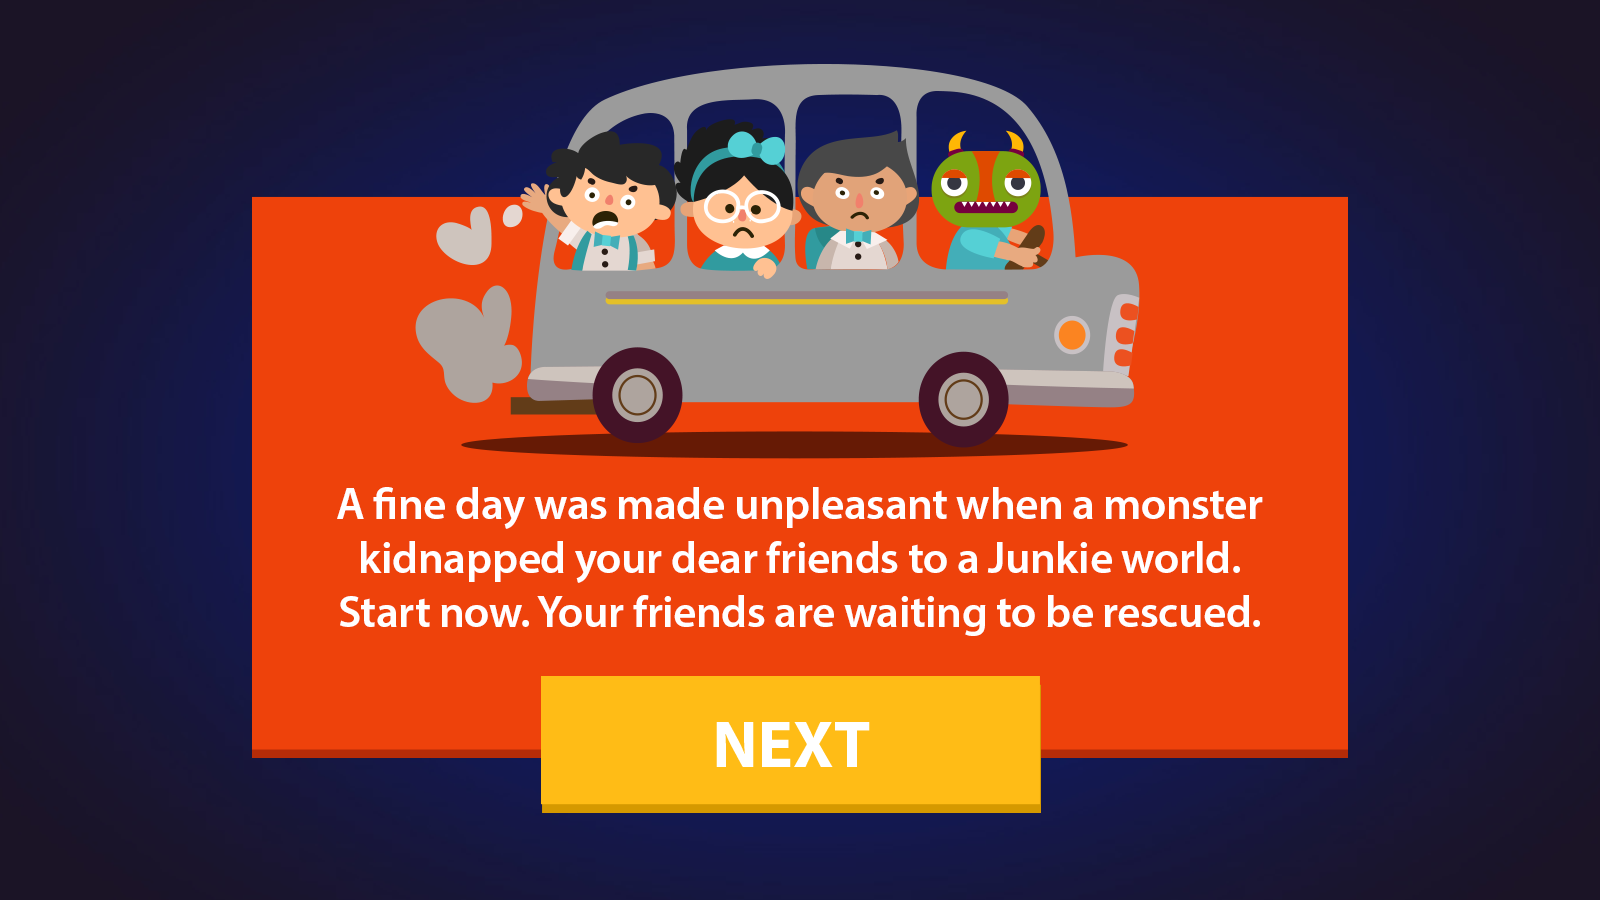 A fine day was made unpleasant when a monster
kidnapped your dear friends to a Junkie world.
Start now. Your friends are waiting to be rescued.
NEXT